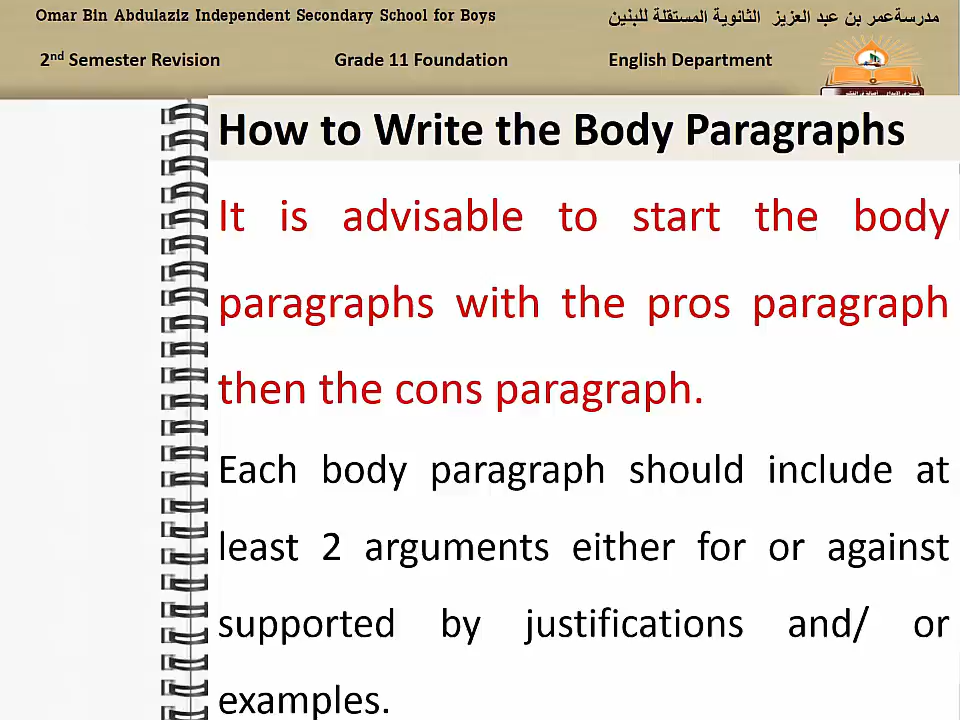 Omar Bin Abdulaziz Independent Secondary School for Boys
مدرسةعمر بن عبد العزيز الثانوية المستقلة للبنين
2nd Semester Revision
Grade 11 Foundation
English Department
How to Write the Body Paragraphs
It is advisable to start the body
paragraphs with the pros paragraph
then the cons paragraph.
Each body paragraph should include at
least 2 arguments either for or against
supported by justifications and/ or
examples.